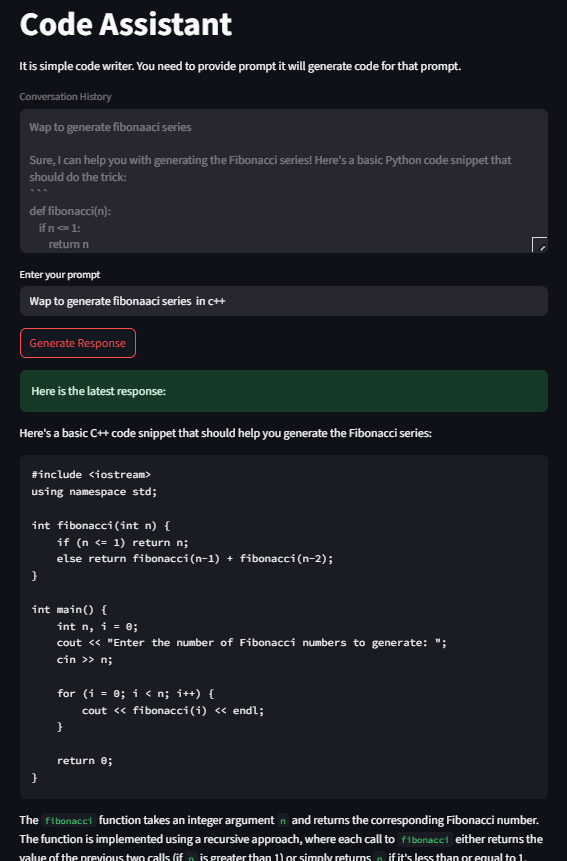 Code Assistant
It is simple code writer. You need to provide prompt it will generate code for that prompt.
Conversation History
Wap to generate fibonaaci series
Sure, I can help you with generating the Fibonacci series! Here's a basic Python code snippet that
should do the trick:
```
def fibonacci(n):
    if n <= 1:
        return n
Enter your prompt
Wap to generate fibonaaci series in c++
Generate Response
Here is the latest response:
Here's a basic C++ code snippet that should help you generate the Fibonacci series:
#include <iostream>
using namespace std;
int fibonacci(int n) {
    if (n <= 1) return n;
    else return fibonacci(n-1) + fibonacci(n-2);
}
int main() {
    int n, i = 0;
    cout << "Enter the number of Fibonacci numbers to generate: ";
    cin >> n;
    for (i = 0; i < n; i++) {
        cout << fibonacci(i) << endl;
    }
    return 0;
}
The fibonacci function takes an integer argument n and returns the corresponding Fibonacci number.
The function is implemented using a recursive approach, where each call to fibonacci either returns the
value of the previous two calls (if n is greater than 1) or simply returns n if it's less than or equal to 1.